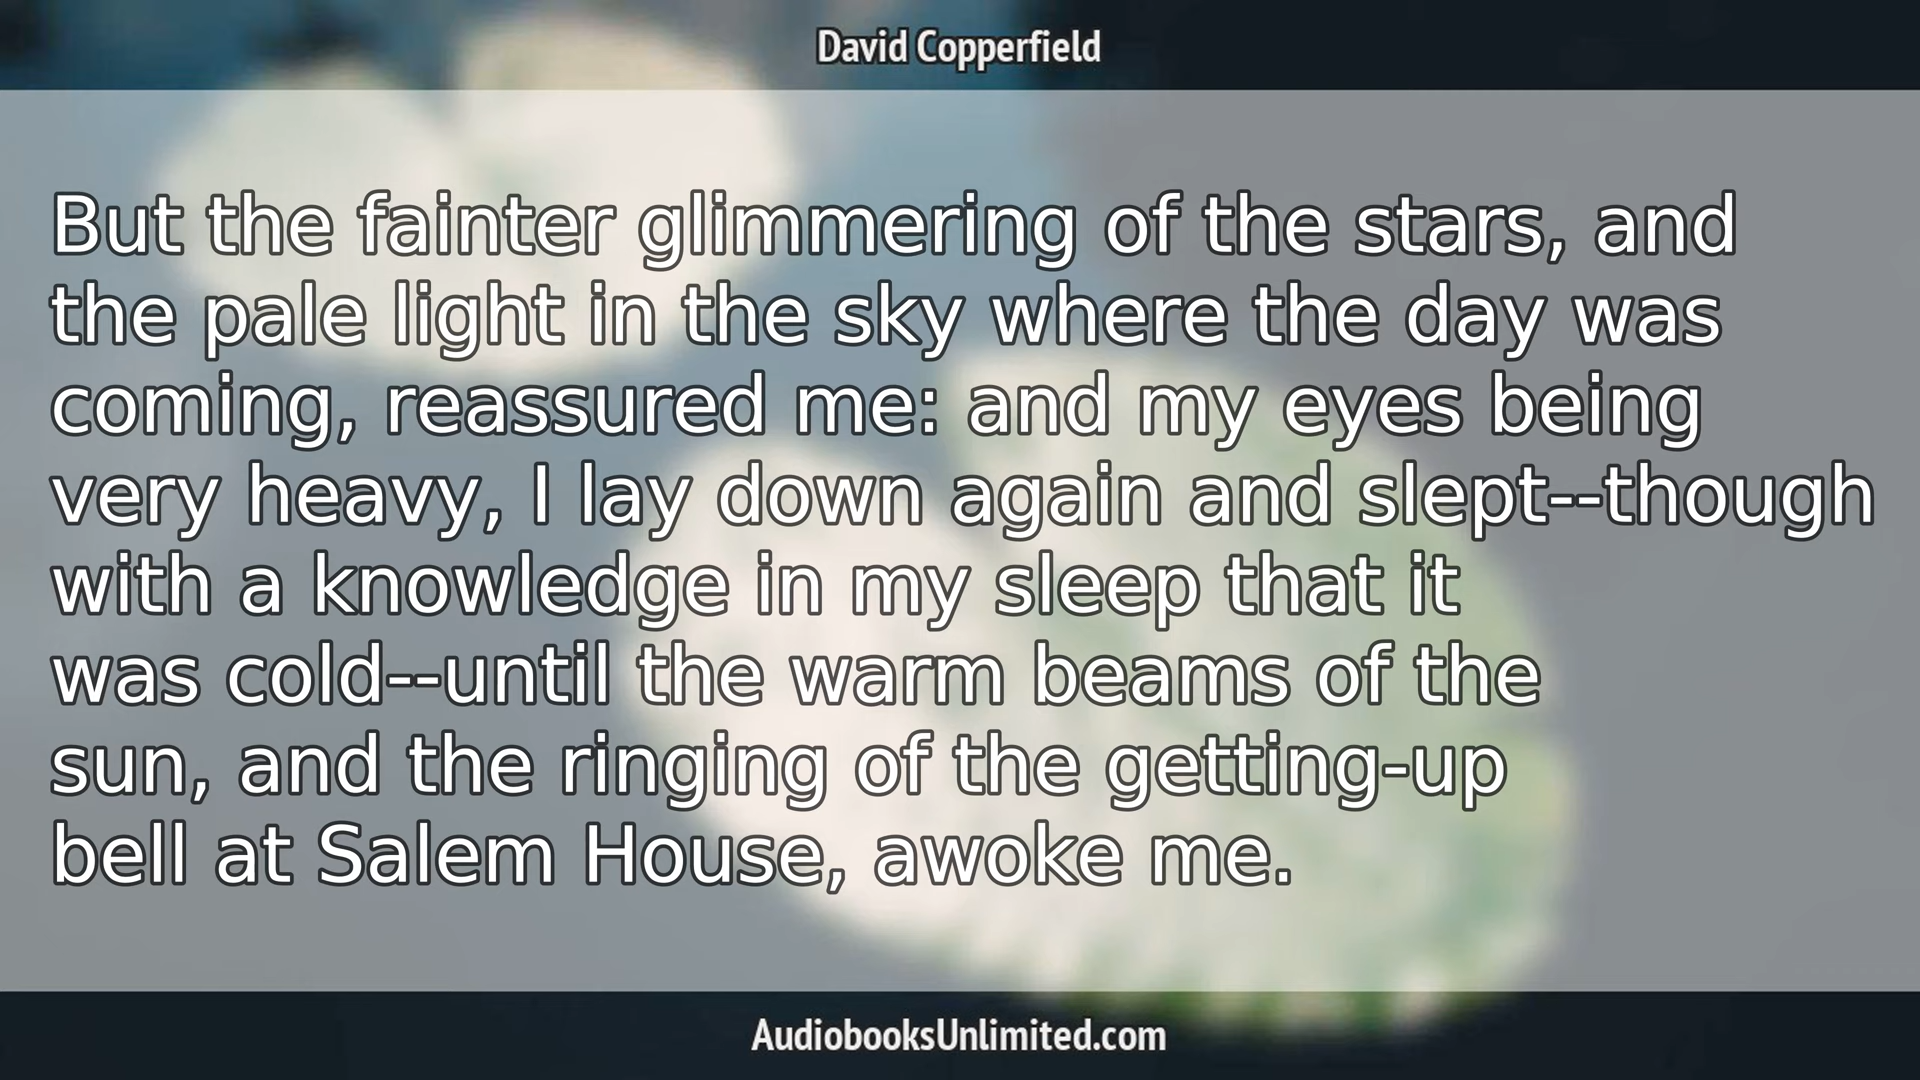 David Copperfield
But the fainter glimmering of the stars, and
the pale light in the sky where the day was
coming, reassured me: and my eyes being
very heavy, I lay down again and slept--though
with a knowledge in my sleep that it
was cold--until the warm beams of the
sun, and the ringing of the getting-up
bell at Salem House, awoke me.
AudiobooksUnlimited.com